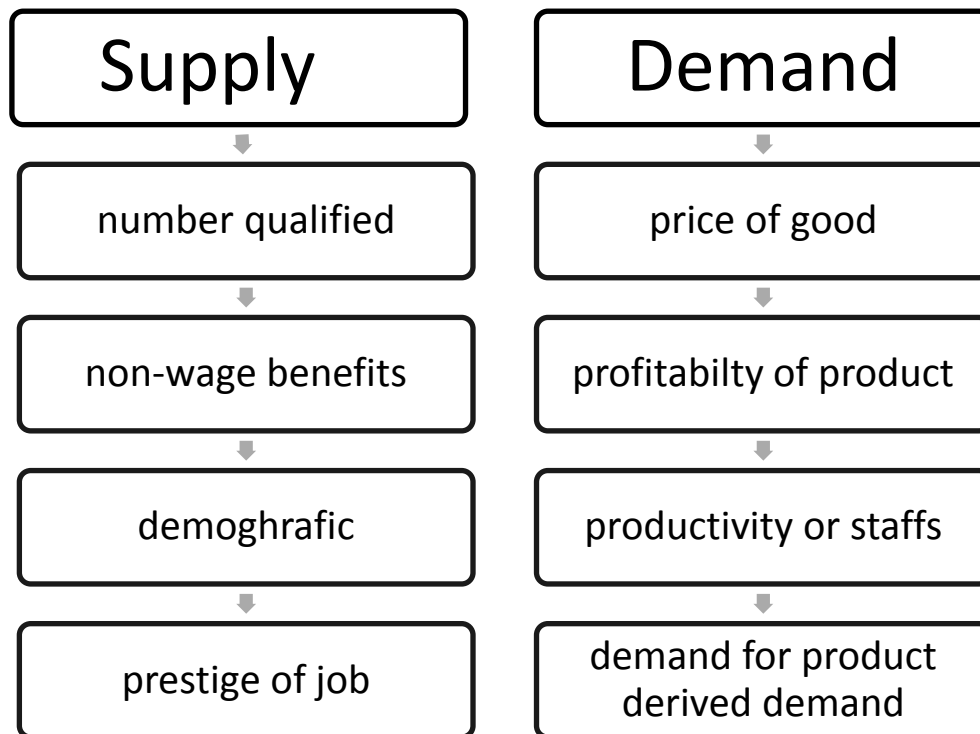 Supply
number qualified
non-wage benefits
demoghrafic
prestige of job
Demand
price of good
profitabilty of product
productivity or staffs
demand for product
derived demand